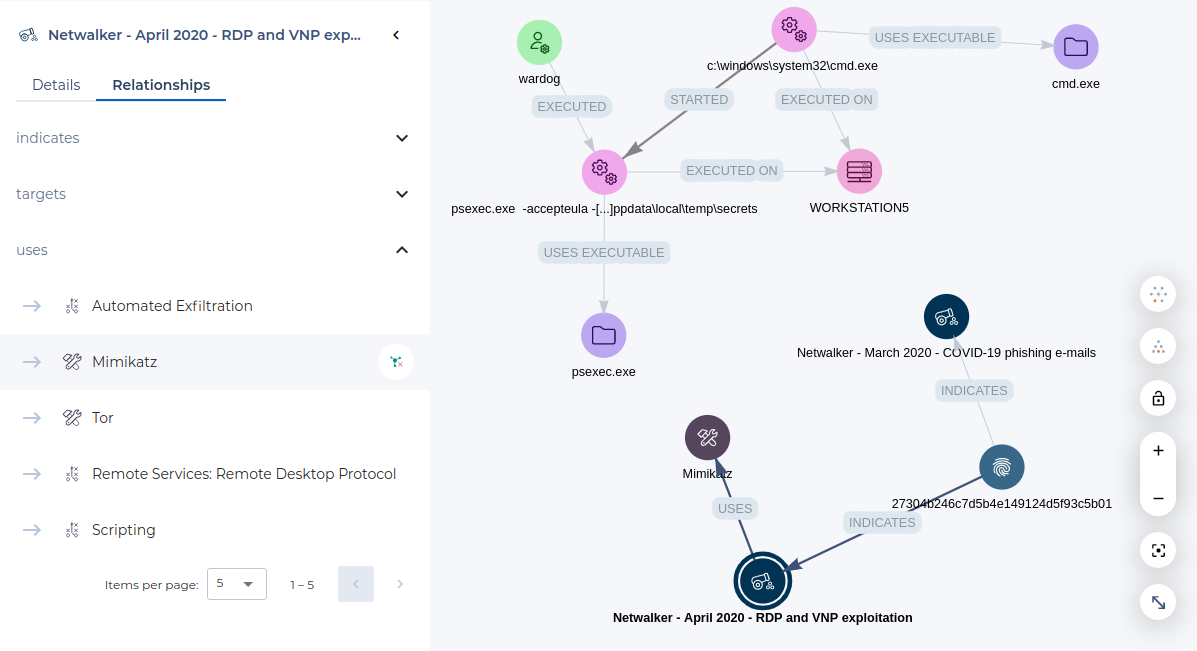 Netwalker - April 2020 - RDP and VNP exp...
Details
Relationships
indicates
targets
uses
Automated Exfiltration
Mimikatz
Tor
Remote Services: Remote Desktop Protocol
Scripting
Items per page: 5 1 – 5
wardog
EXECUTED
c:\windows\system32\cmd.exe
USES EXECUTABLE
cmd.exe
STARTED
EXECUTED ON
psexec.exe -accepteula -[...]ppdata\local\temp\secrets
EXECUTED ON
WORKSTATION5
USES EXECUTABLE
psexec.exe
Netwalker - March 2020 - COVID-19 phishing e-mails
INDICATES
Mimikatz
27304b246c7d5b4e149124d5f93c5b01
USES
INDICATES
Netwalker - April 2020 - RDP and VNP exploitation